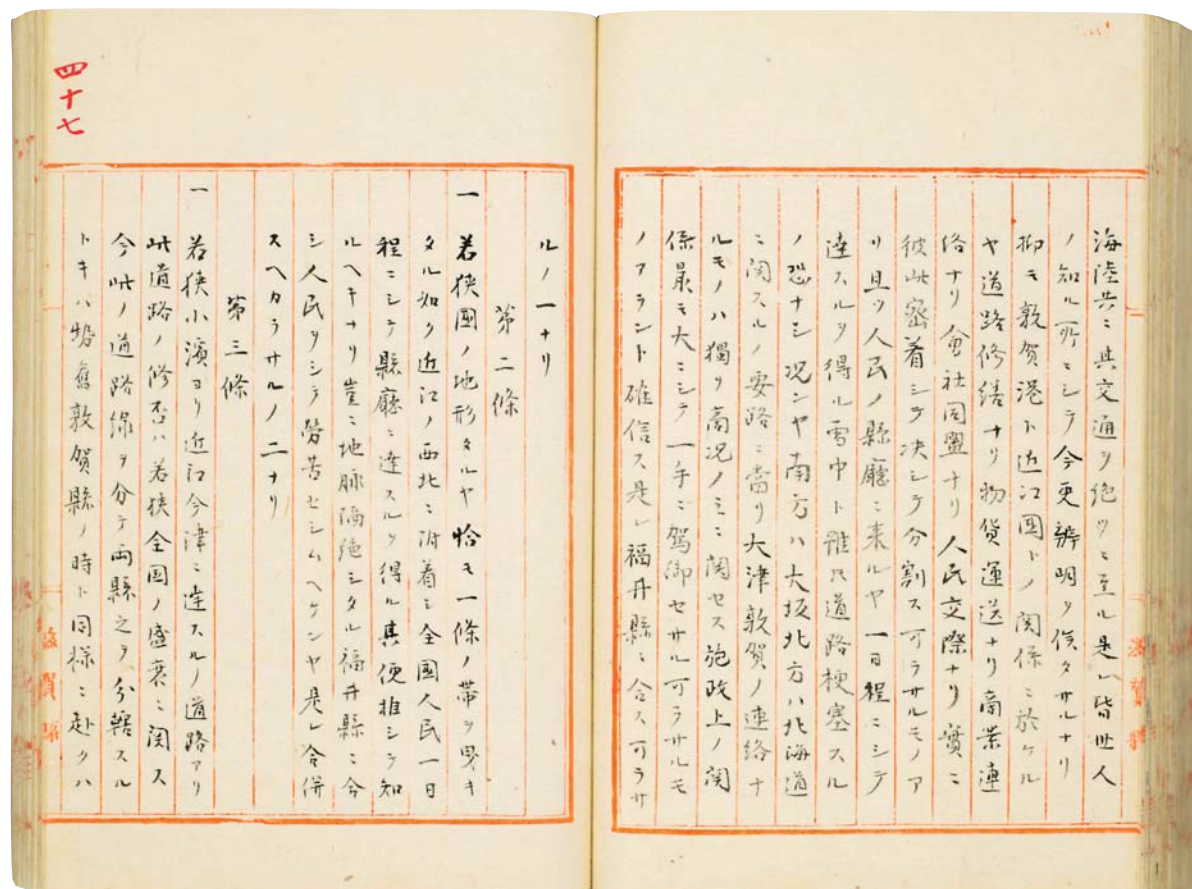 海陸共ニ其交通ヲ絶ツニ至ル是レ皆世人
ノ知ル所ニシテ今更辨明ヲ俟タサルナリ
抑モ敦賀港ト近江國トノ関係ニ於ケル
ヤ道路修繕ナリ物貨運送ナリ商業連
絡ナリ會社同盟ナリ人民交際ナリ實ニ
彼此密着シテ决シテ分割ス可ラサルモノア
リ且ツ人民ノ縣廳ニ来ルヤ一日程ニシテ
達スルヲ得ル雪中ト雖𪜈道路梗塞スル
ノ恐ナシ况ンヤ南方ハ大坂北方ハ北海道
ニ関スルノ要路ニ當リ大津敦賀ノ連絡ナ
ルモノハ獨リ商况ノミニ関セス施政上ノ関
係最モ大ニシテ一手ニ駕御セサル可ラサルモ
ノアラント確信ス是レ福井縣ニ合ス可ラサ
ルノ一ナリ
第二條
一 若狹國ノ地形タルヤ恰モ一條ノ帯ヲ曳キ
タル如ク近江ノ西北ニ附着シ全國人民一日
程ニシテ縣廳ニ達スルヲ得ル其便推シテ知
ルヘキナリ豈ニ地脉隔絶シタル福井縣ニ合
シ人民ヲシテ勞苦セシムヘケンヤ是レ合併
スヘカラサルノ二ナリ
第三條
一 若狹小濱ヨリ近江今津ニ達スルノ道路アリ
此道路ノ修否ハ若狹全國ノ盛衰ニ関ス
今此ノ道路線ヲ分テ両縣之ヲ分轄スル
トキハ勢舊敦賀縣ノ時ト同様ニ赴クハ
四十七
滋賀縣
滋賀縣